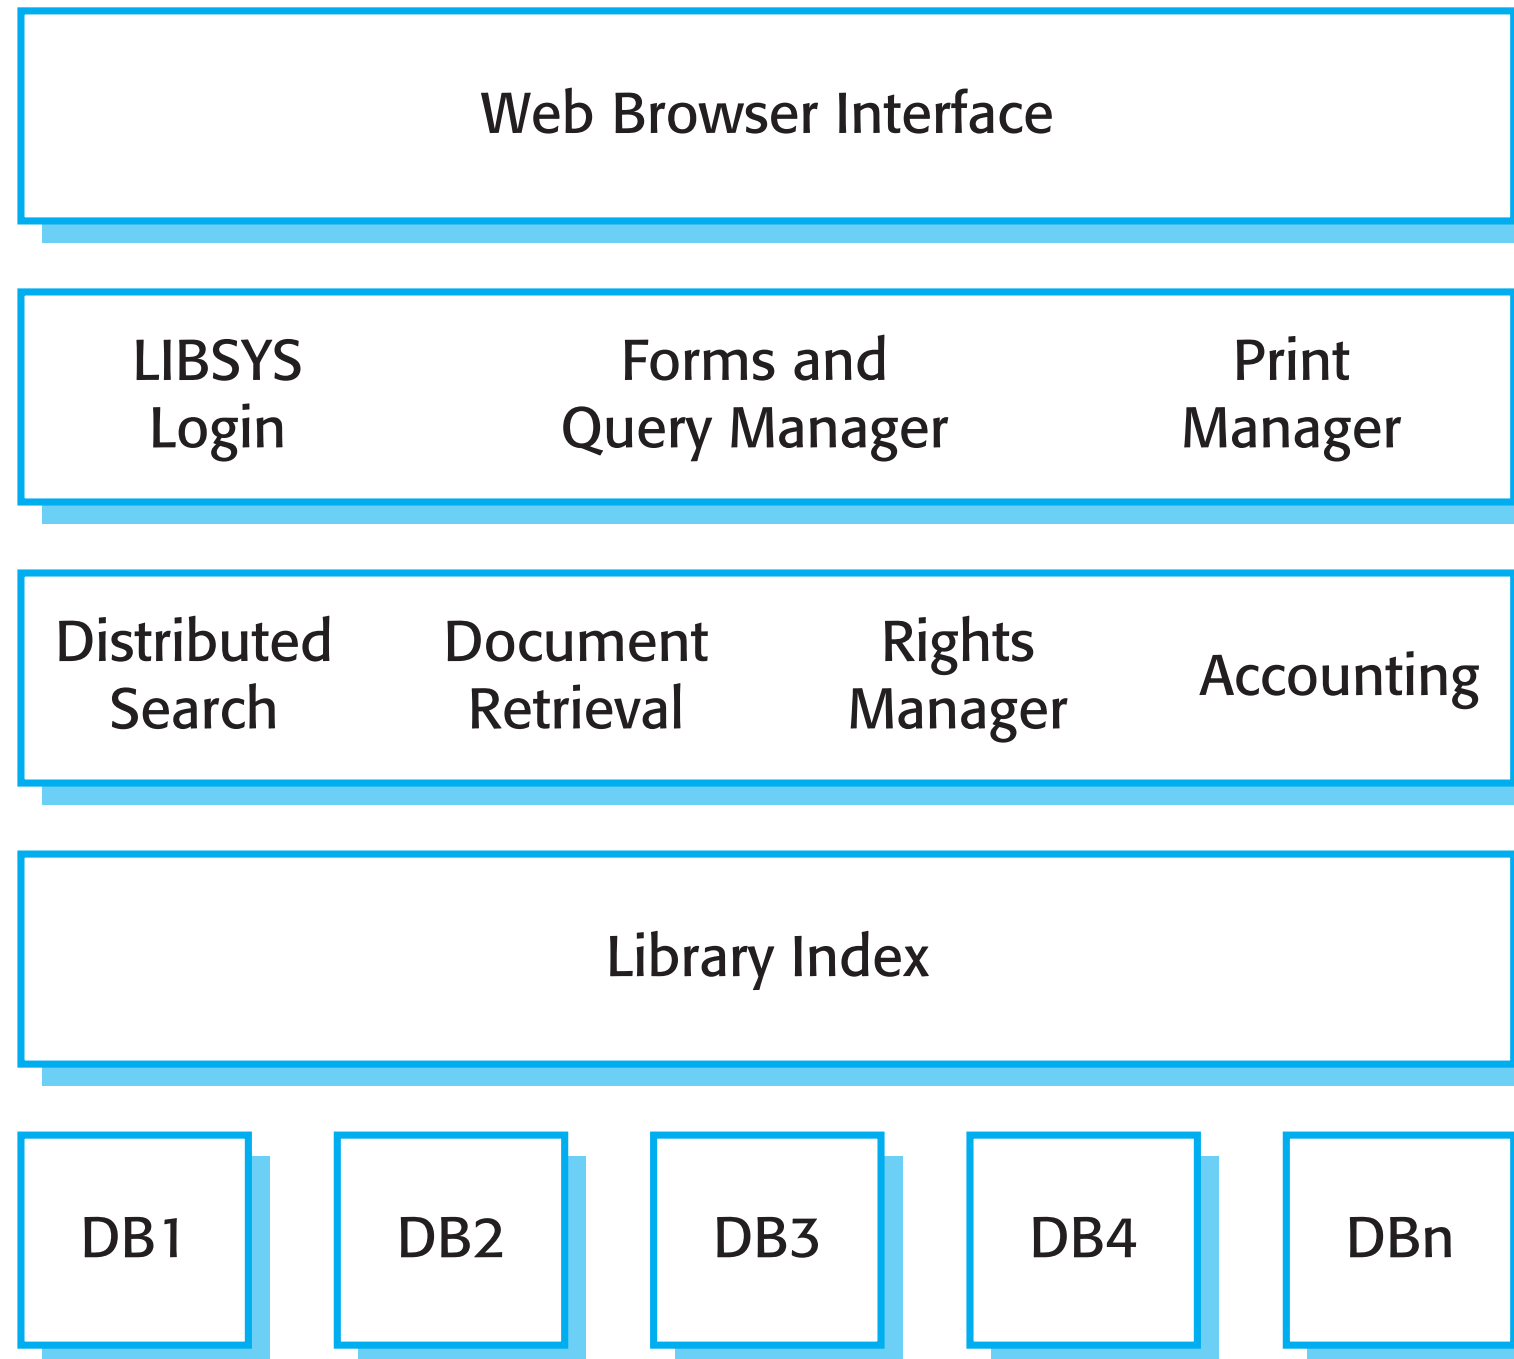 Web Browser Interface
LIBSYS
Login
Forms and
Query Manager
Print
Manager
Distributed
Search
Document
Retrieval
Rights
Manager
Accounting
Library Index
DB1
DB2
DB3
DB4
DBn